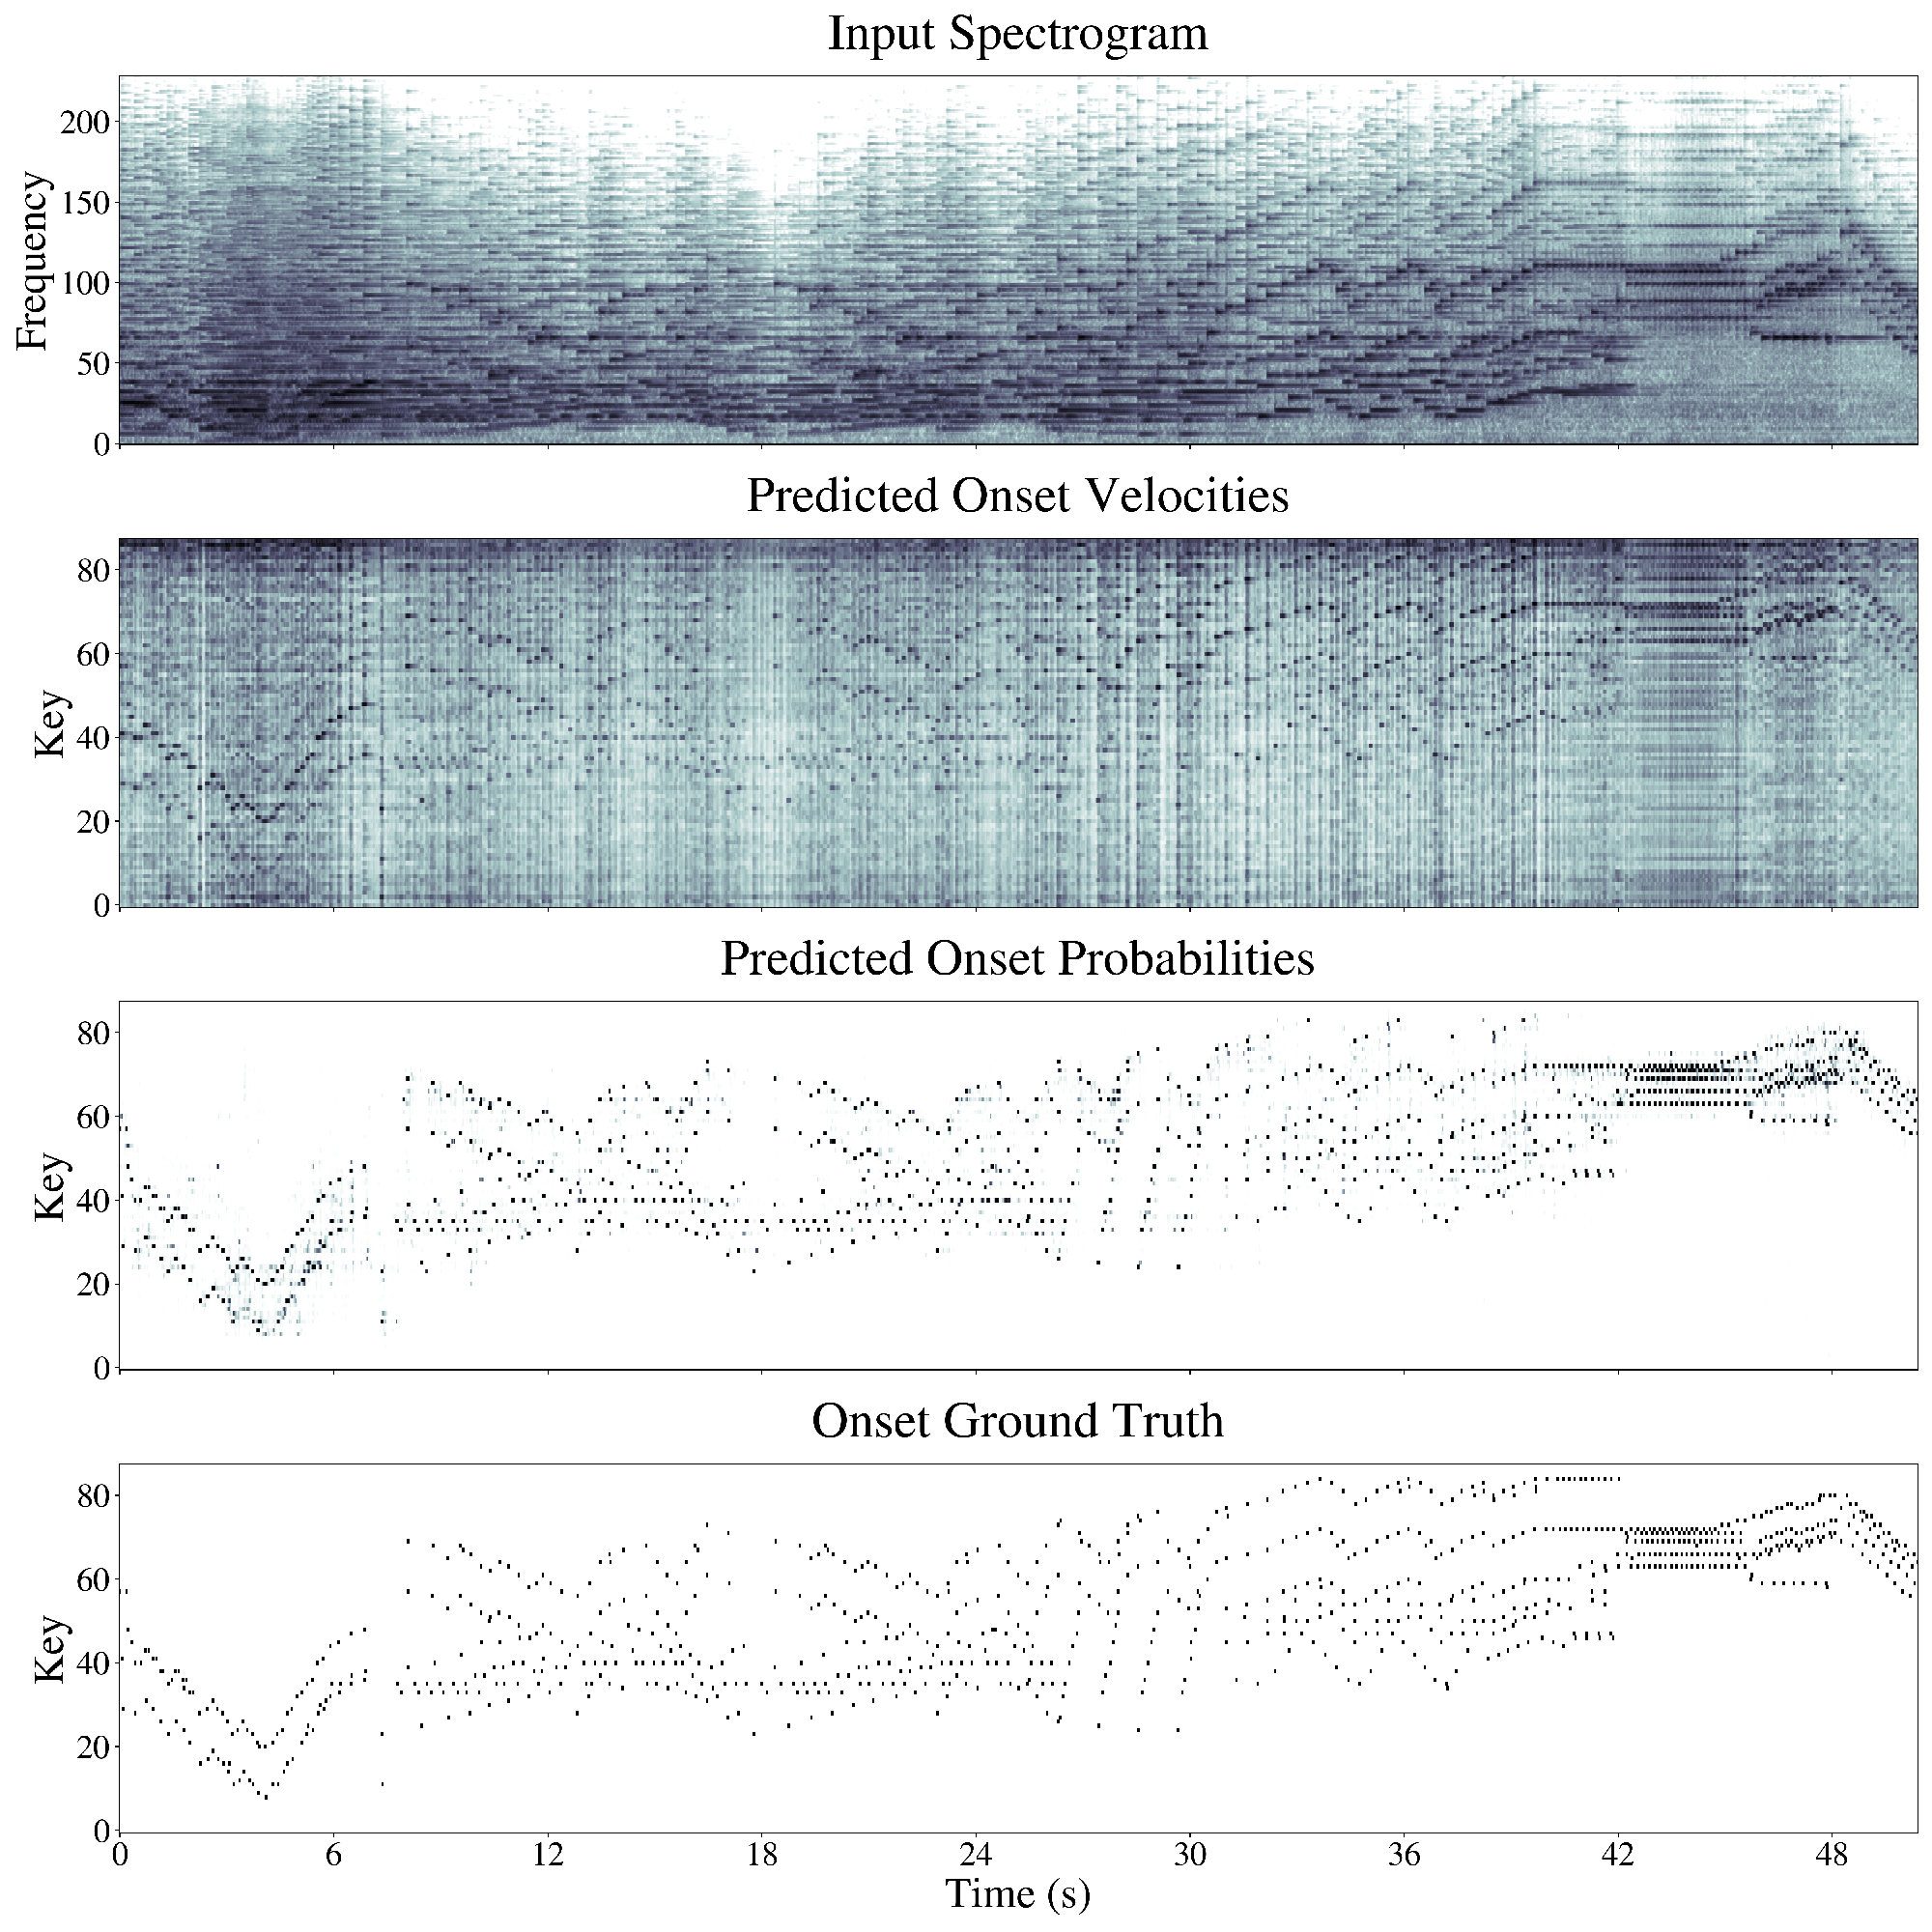 Input Spectrogram
200
150
100
50
0
Frequency
Predicted Onset Velocities
80
60
40
20
0
Key
Predicted Onset Probabilities
80
60
40
20
0
Key
Onset Ground Truth
80
60
40
20
0
Key
0 6 12 18 24 30 36 42 48
Time (s)